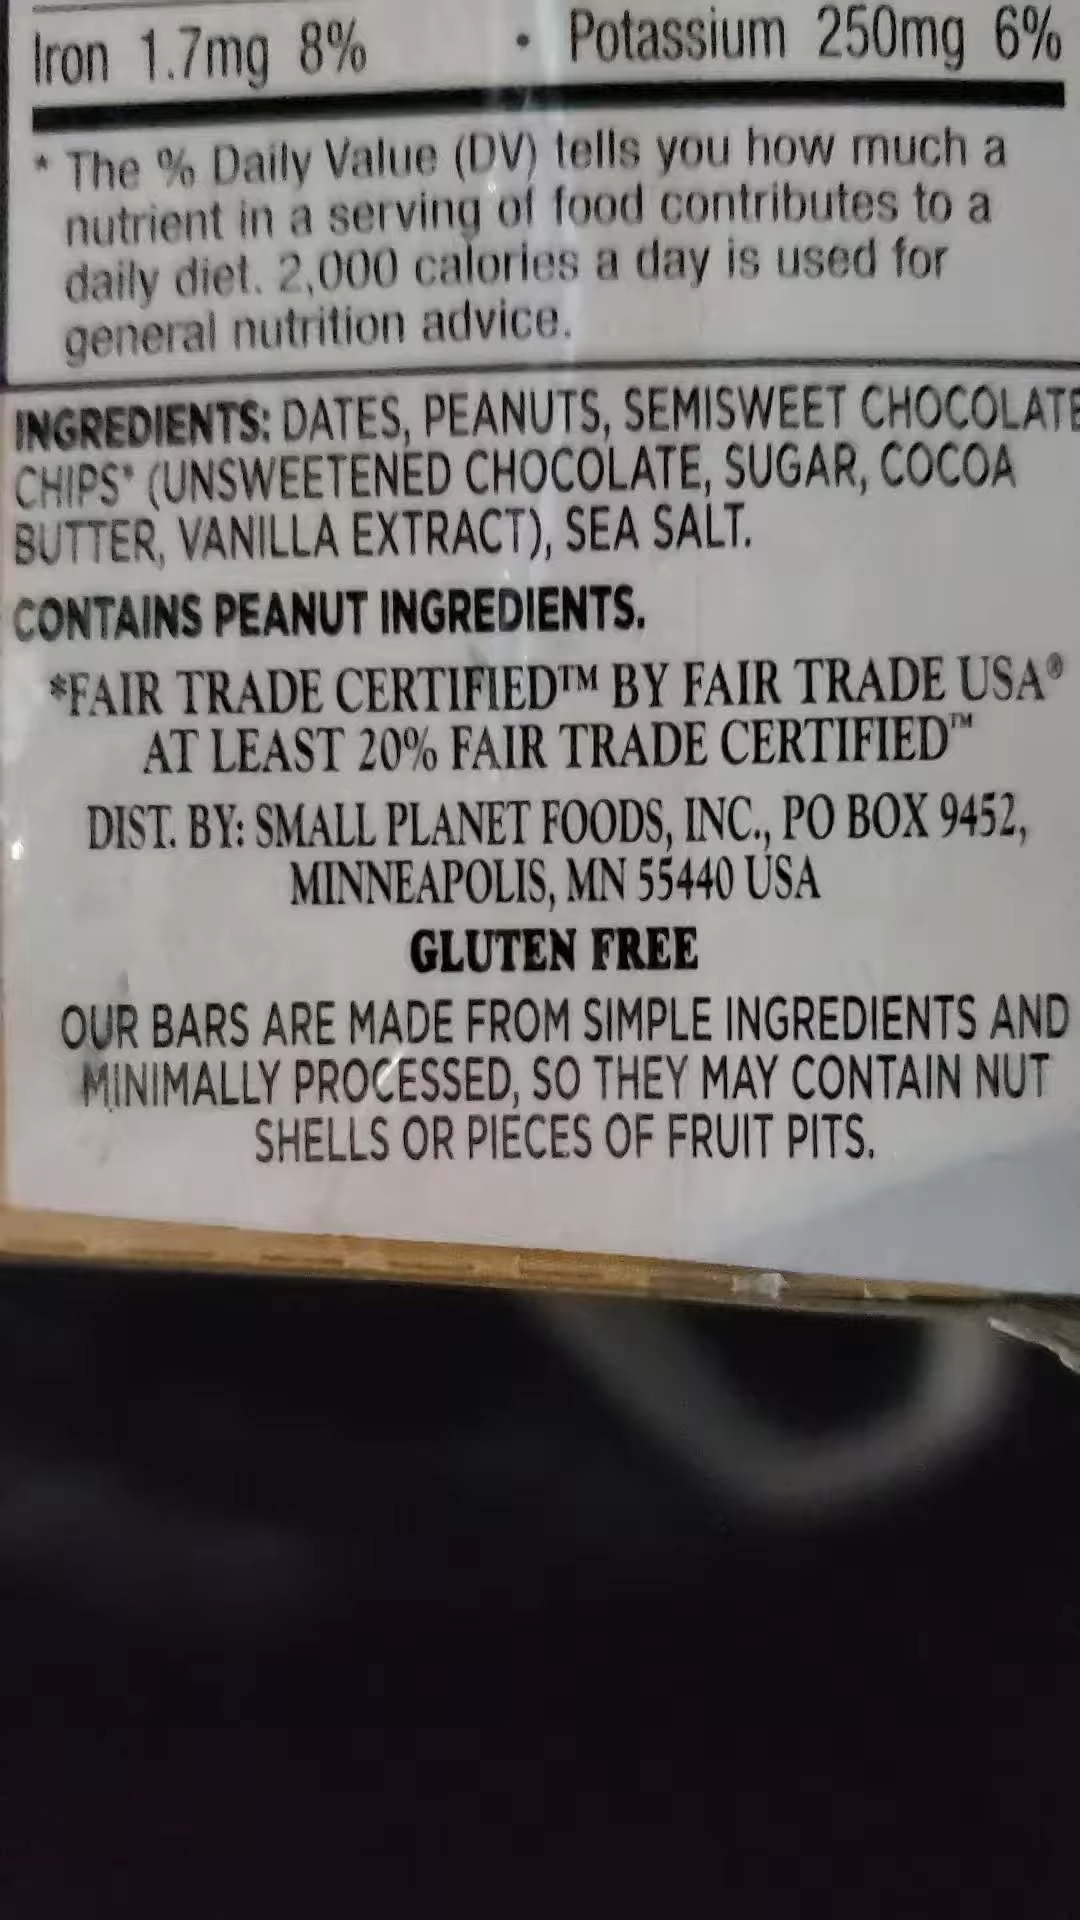 Iron 1.7mg 8% • Potassium 250mg 6%
* The % Daily Value (DV) tells you how much a
nutrient in a serving of food contributes to a
daily diet. 2,000 calories a day is used for
general nutrition advice.
INGREDIENTS: DATES, PEANUTS, SEMISWEET CHOCOLATE
CHIPS* (UNSWEETENED CHOCOLATE, SUGAR, COCOA
BUTTER, VANILLA EXTRACT), SEA SALT.
CONTAINS PEANUT INGREDIENTS.
*FAIR TRADE CERTIFIED™ BY FAIR TRADE USA®
AT LEAST 20% FAIR TRADE CERTIFIED™
DIST. BY: SMALL PLANET FOODS, INC., PO BOX 9452,
MINNEAPOLIS, MN 55440 USA
GLUTEN FREE
OUR BARS ARE MADE FROM SIMPLE INGREDIENTS AND
MINIMALLY PROCESSED, SO THEY MAY CONTAIN NUT
SHELLS OR PIECES OF FRUIT PITS.